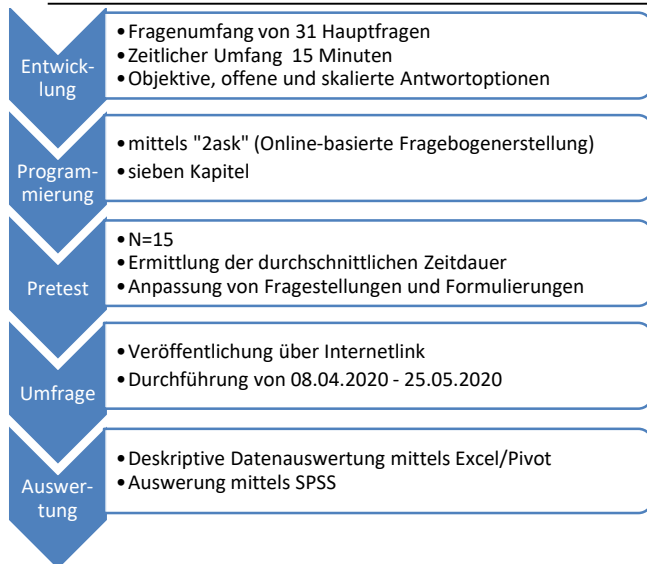 Entwick-
lung
•Fragenumfang von 31 Hauptfragen
•Zeitlicher Umfang 15 Minuten
•Objektive, offene und skalierte Antwortoptionen
Program-
mierung
•mittels "2ask" (Online-basierte Fragebogenerstellung)
•sieben Kapitel
Pretest
•N=15
•Ermittlung der durchschnittlichen Zeitdauer
•Anpassung von Fragestellungen und Formulierungen
Umfrage
•Veröffentlichung über Internetlink
•Durchführung von 08.04.2020 - 25.05.2020
Auswer-
tung
•Deskriptive Datenauswertung mittels Excel/Pivot
•Auswerung mittels SPSS